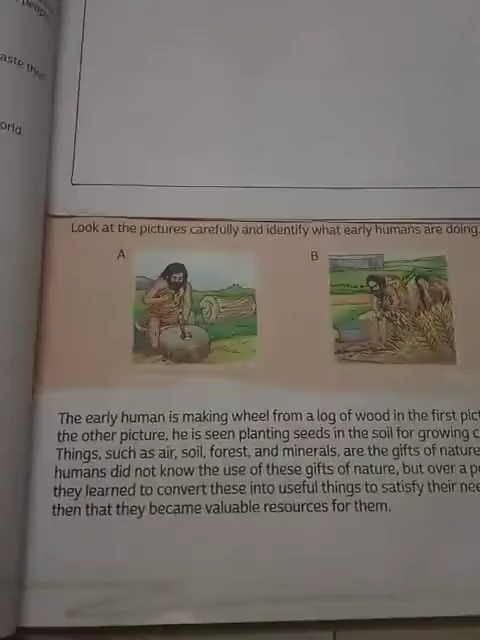 people
aste the
orld.
Look at the pictures carefully and identify what early humans are doing.
A
B
The early human is making wheel from a log of wood in the first pic
the other picture, he is seen planting seeds in the soil for growing c
Things, such as air, soil, forest, and minerals, are the gifts of nature
humans did not know the use of these gifts of nature, but over a pe
they learned to convert these into useful things to satisfy their nee
then that they became valuable resources for them.